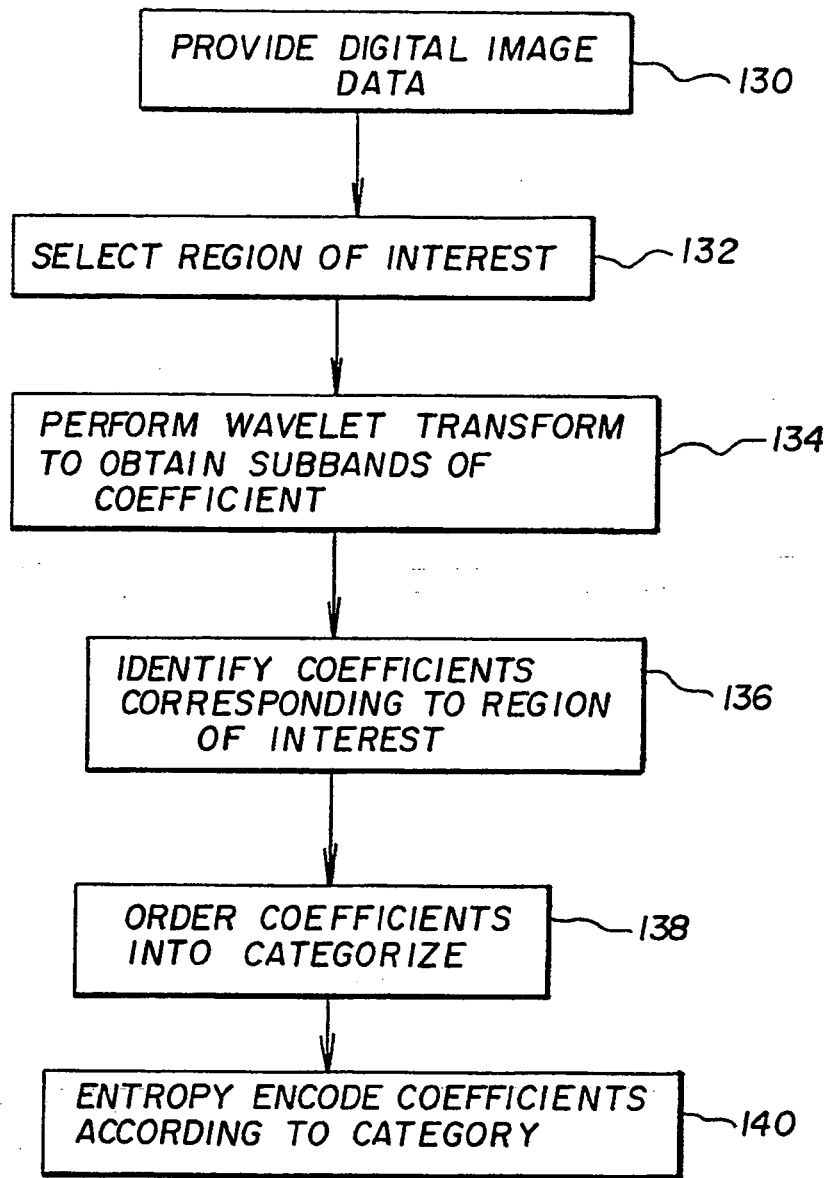 PROVIDE DIGITAL IMAGE
DATA
130
SELECT REGION OF INTEREST
132
PERFORM WAVELET TRANSFORM
TO OBTAIN SUBBANDS OF
COEFFICIENT
134
IDENTIFY COEFFICIENTS
CORRESPONDING TO REGION
OF INTEREST
136
ORDER COEFFICIENTS
INTO CATEGORIZE
138
ENTROPY ENCODE COEFFICIENTS
ACCORDING TO CATEGORY
140